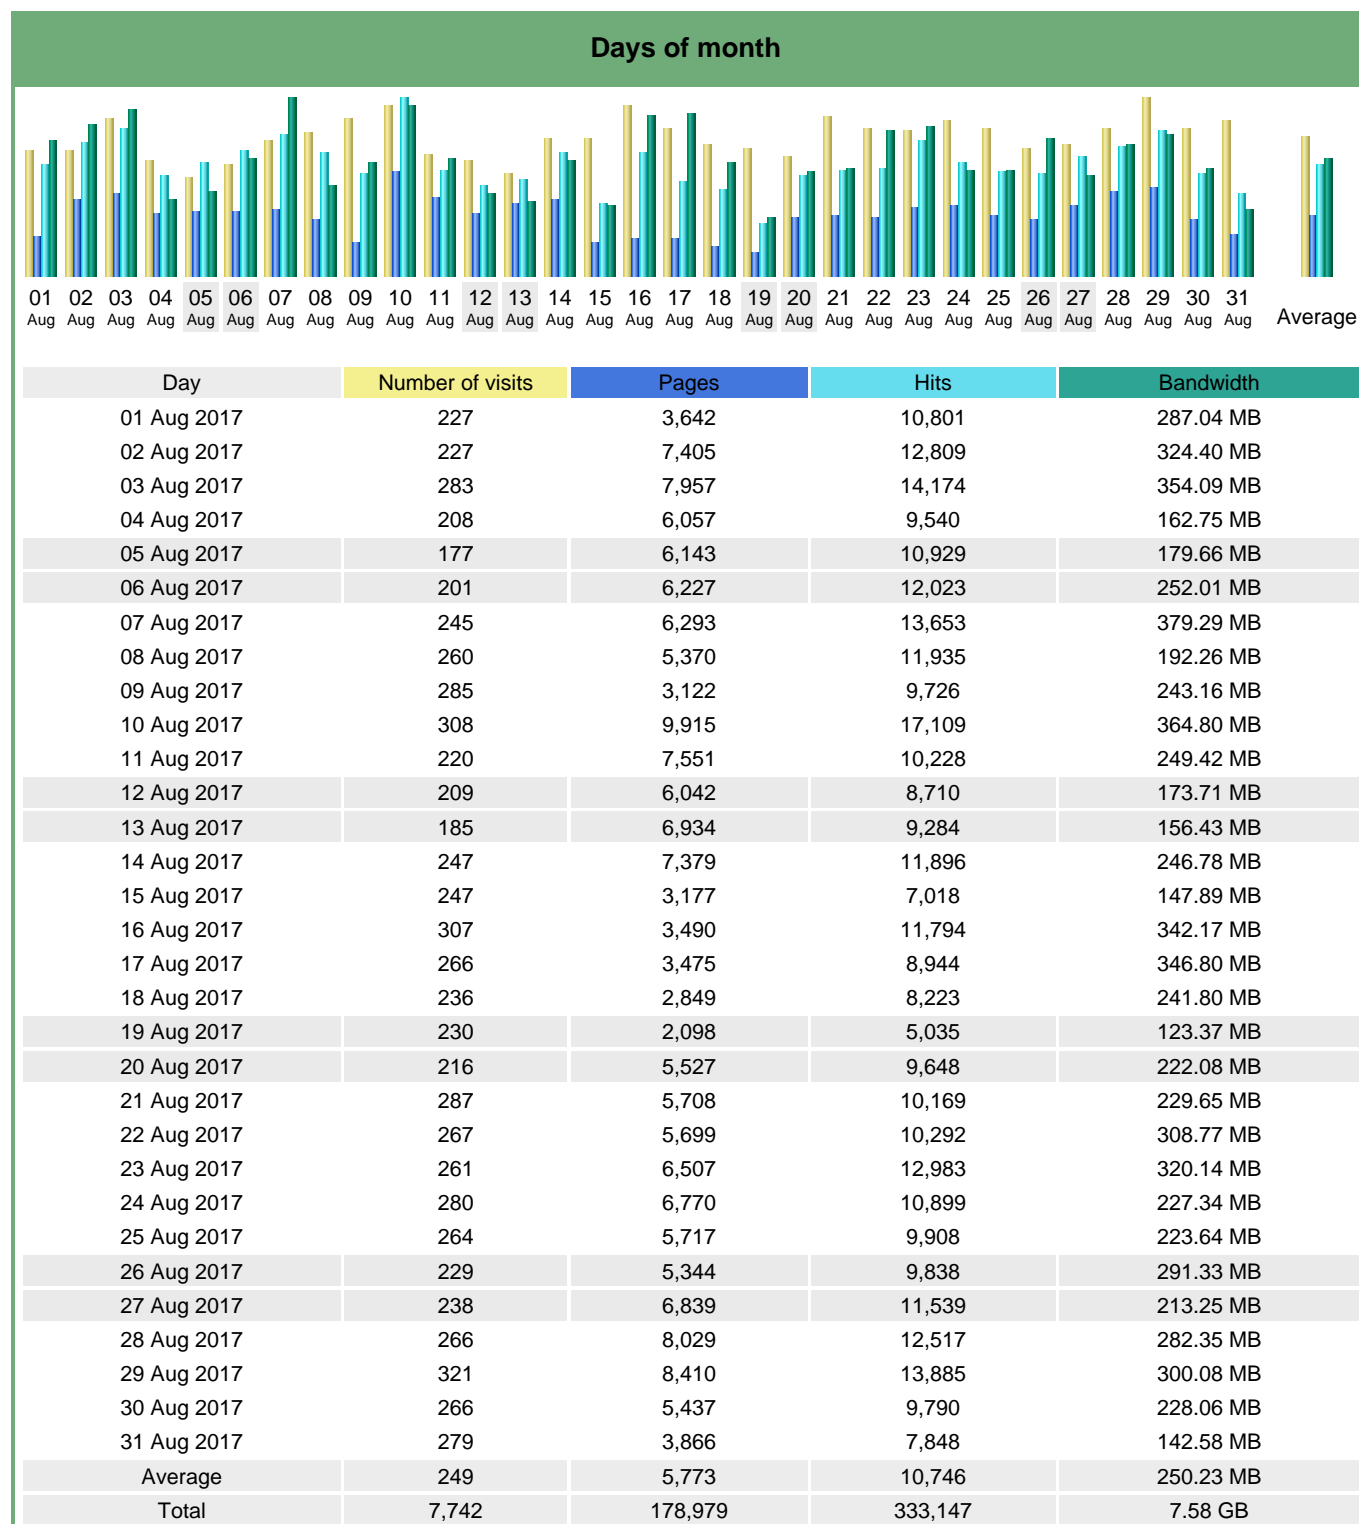 Days of month
01 02 03 04 05 06 07 08 09 10 11 12 13 14 15 16 17 18 19 20 21 22 23 24 25 26 27 28 29 30 31
Aug Aug Aug Aug Aug Aug Aug Aug Aug Aug Aug Aug Aug Aug Aug Aug Aug Aug Aug Aug Aug Aug Aug Aug Aug Aug Aug Aug Aug Aug Aug Average
Day Number of visits Pages Hits Bandwidth
01 Aug 2017 227 3,642 10,801 287.04 MB
02 Aug 2017 227 7,405 12,809 324.40 MB
03 Aug 2017 283 7,957 14,174 354.09 MB
04 Aug 2017 208 6,057 9,540 162.75 MB
05 Aug 2017 177 6,143 10,929 179.66 MB
06 Aug 2017 201 6,227 12,023 252.01 MB
07 Aug 2017 245 6,293 13,653 379.29 MB
08 Aug 2017 260 5,370 11,935 192.26 MB
09 Aug 2017 285 3,122 9,726 243.16 MB
10 Aug 2017 308 9,915 17,109 364.80 MB
11 Aug 2017 220 7,551 10,228 249.42 MB
12 Aug 2017 209 6,042 8,710 173.71 MB
13 Aug 2017 185 6,934 9,284 156.43 MB
14 Aug 2017 247 7,379 11,896 246.78 MB
15 Aug 2017 247 3,177 7,018 147.89 MB
16 Aug 2017 307 3,490 11,794 342.17 MB
17 Aug 2017 266 3,475 8,944 346.80 MB
18 Aug 2017 236 2,849 8,223 241.80 MB
19 Aug 2017 230 2,098 5,035 123.37 MB
20 Aug 2017 216 5,527 9,648 222.08 MB
21 Aug 2017 287 5,708 10,169 229.65 MB
22 Aug 2017 267 5,699 10,292 308.77 MB
23 Aug 2017 261 6,507 12,983 320.14 MB
24 Aug 2017 280 6,770 10,899 227.34 MB
25 Aug 2017 264 5,717 9,908 223.64 MB
26 Aug 2017 229 5,344 9,838 291.33 MB
27 Aug 2017 238 6,839 11,539 213.25 MB
28 Aug 2017 266 8,029 12,517 282.35 MB
29 Aug 2017 321 8,410 13,885 300.08 MB
30 Aug 2017 266 5,437 9,790 228.06 MB
31 Aug 2017 279 3,866 7,848 142.58 MB
Average 249 5,773 10,746 250.23 MB
Total 7,742 178,979 333,147 7.58 GB